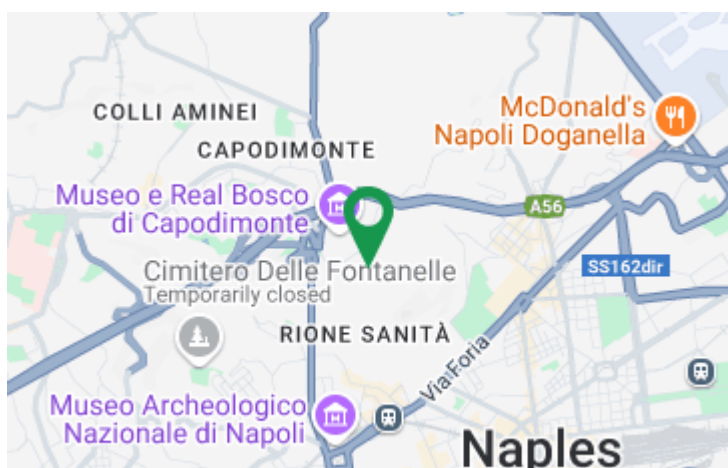 COLLI AMINEI
McDonald's
Napoli Doganella
CAPODIMONTE
Museo e Real Bosco
di Capodimonte
A56
Cimitero Delle Fontanelle
Temporarily closed
SS162dir
RIONE SANITÀ
Via Foria
Museo Archeologico
Nazionale di Napoli
Naples